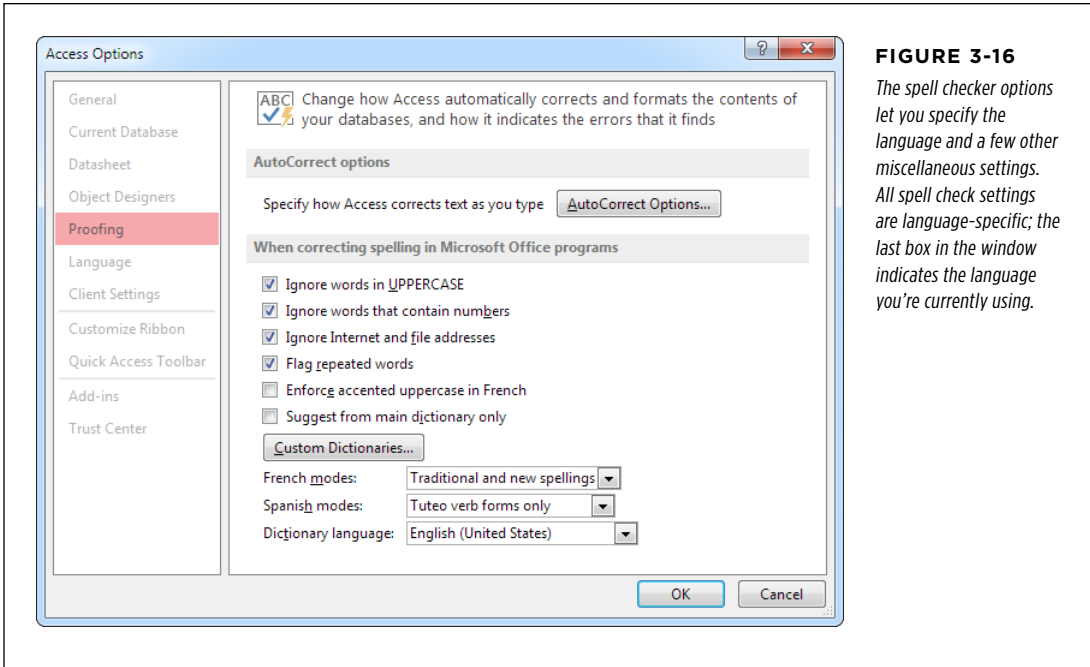 Access Options
General
Current Database
Datasheet
Object Designers
Proofing
Language
Client Settings
Customize Ribbon
Quick Access Toolbar
Add-ins
Trust Center
ABC
Change how Access automatically corrects and formats the contents of
your databases, and how it indicates the errors that it finds
AutoCorrect options
Specify how Access corrects text as you type AutoCorrect Options...
When correcting spelling in Microsoft Office programs
Ignore words in UPPERCASE
Ignore words that contain numbers
Ignore Internet and file addresses
Flag repeated words
Enforce accented uppercase in French
Suggest from main dictionary only
Custom Dictionaries...
French modes: Traditional and new spellings
Spanish modes: Tuteo verb forms only
Dictionary language: English (United States)
OK Cancel
FIGURE 3-16
The spell checker options
let you specify the
language and a few other
miscellaneous settings.
All spell check settings
are language-specific; the
last box in the window
indicates the language
you're currently using.